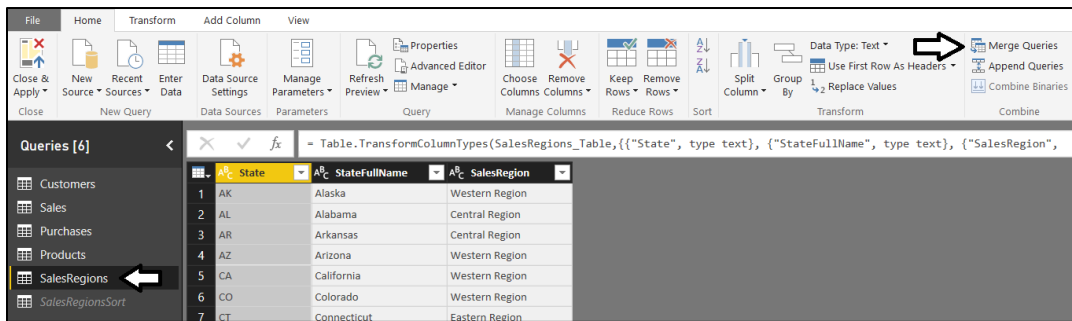 File Home Transform Add Column View
Close & Apply New Source Recent Sources Enter Data Data Source Settings Manage Parameters Refresh Preview Properties Advanced Editor Manage Choose Columns Remove Columns Keep Rows Remove Rows Split Column Group By Data Type: Text Use First Row As Headers Replace Values Merge Queries Append Queries Combine Binaries
Close New Query Data Sources Parameters Query Manage Columns Reduce Rows Sort Transform Combine
Queries [6] fx = Table.TransformColumnTypes(SalesRegions_Table,{{"State", type text}, {"StateFullName", type text}, {"SalesRegion",
Customers
Sales
Purchases
Products
SalesRegions
SalesRegionsSort
State StateFullName SalesRegion
1 AK Alaska Western Region
2 AL Alabama Central Region
3 AR Arkansas Central Region
4 AZ Arizona Western Region
5 CA California Western Region
6 CO Colorado Western Region
7 CT Connecticut Eastern Region